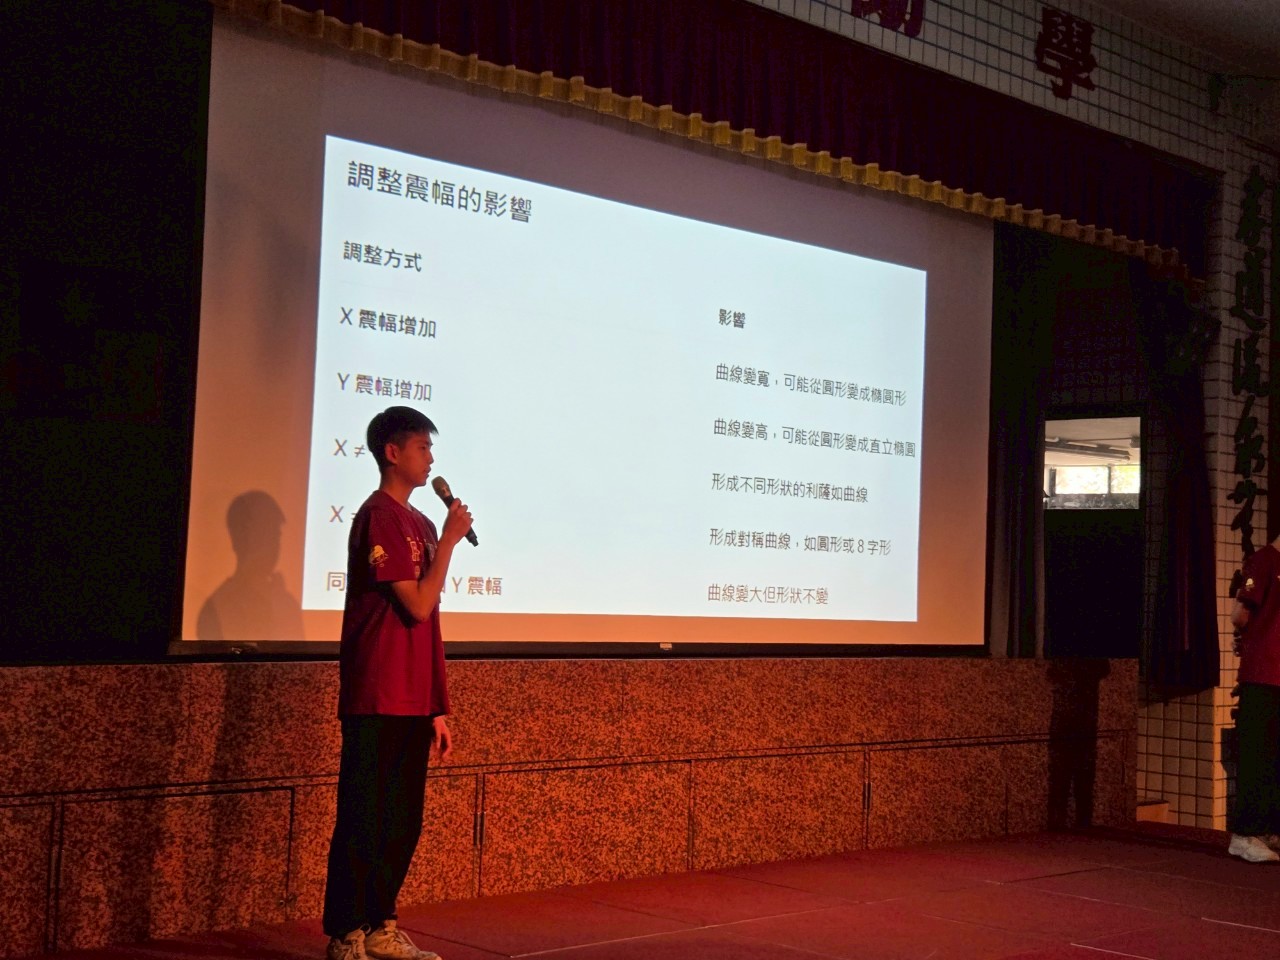 學
調整震幅的影響
調整方式
影響
X 震幅增加
曲線變寬，可能從圓形變成橢圓形
Y 震幅增加
曲線變高，可能從圓形變成直立橢圓
X ≠
形成不同形狀的利薩如曲線
X
形成對稱曲線，如圓形或 8 字形
同
Y 震幅
曲線變大但形狀不變